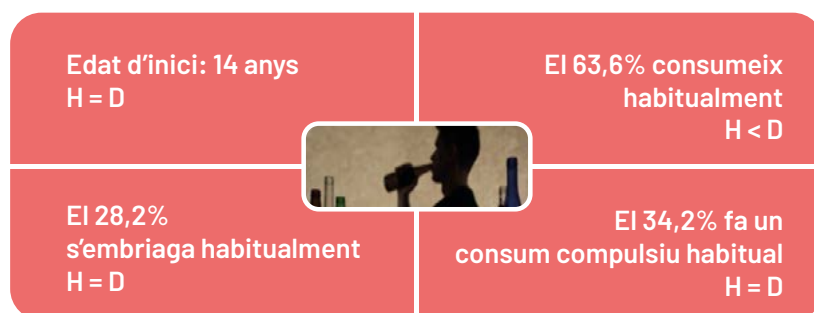 Edat d’inici: 14 anys
H = D
El 63,6% consumeix
habitualment
H < D
El 28,2%
s’embriaga habitualment
H = D
El 34,2% fa un
consum compulsiu habitual
H = D